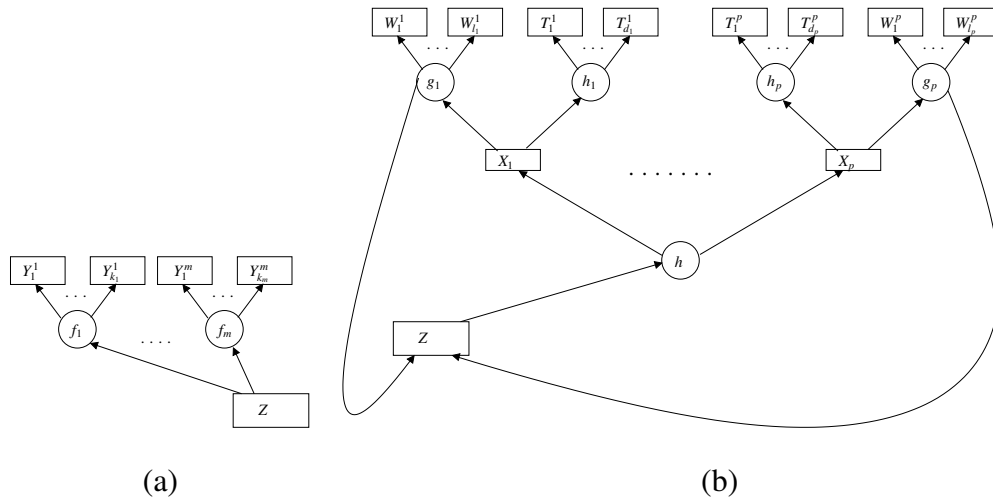 W_1^1 ... W_{l_1}^1 T_1^1 ... T_{d_1}^1 T_1^p ... T_{d_p}^p W_1^p ... W_{l_p}^p
g_1 h_1 h_p g_p
X_1 ....... X_p
h
Y_1^1 ... Y_{k_1}^1 Y_1^m ... Y_{k_m}^m
f_1 .... f_m
Z
Z
(a) (b)